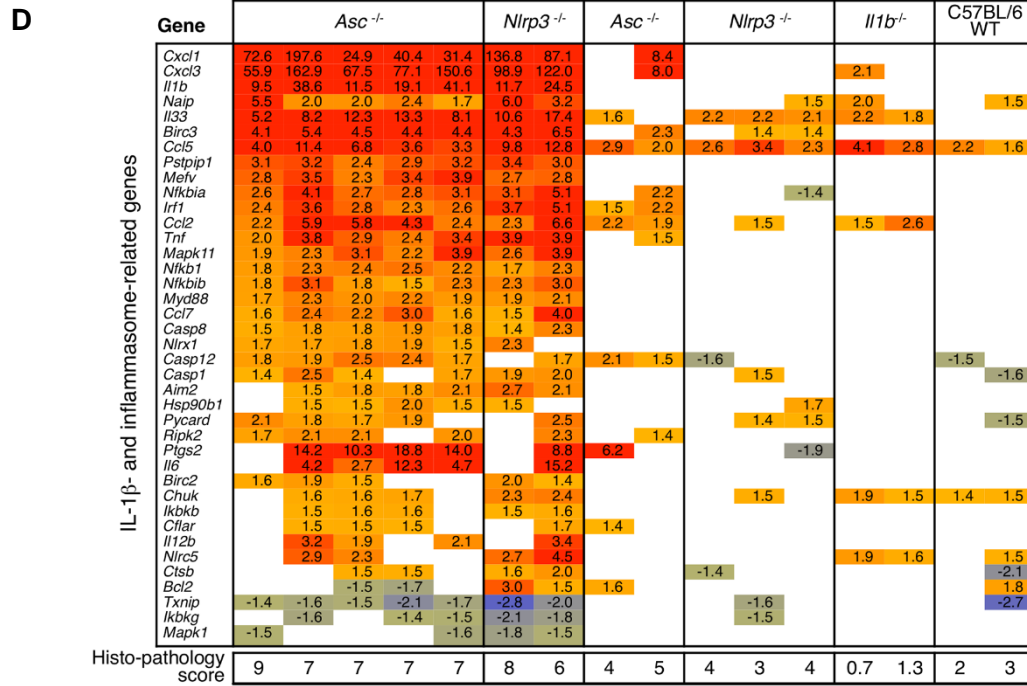 D
Gene Asc -/- Nlrp3 -/- Asc -/- Nlrp3 -/- Il1b-/- C57BL/6 WT
IL-1β- and inflammasome-related genes
Cxcl1 72.6 197.6 24.9 40.4 31.4 136.8 87.1 8.4
Cxcl3 55.9 162.9 67.5 77.1 150.6 98.9 122.0 8.0 2.1
Il1b 9.5 38.6 11.5 19.1 41.1 11.7 24.5
Naip 5.5 2.0 2.0 2.4 1.7 6.0 3.2 1.5 2.0 1.5
Il33 5.2 8.2 12.3 13.3 8.1 10.6 17.4 1.6 2.2 2.2 2.1 2.2 1.8
Birc3 4.1 5.4 4.5 4.4 4.4 4.3 6.5 2.3 1.4 1.4
Ccl5 4.0 11.4 6.8 3.6 3.3 9.8 12.8 2.9 2.0 2.6 3.4 2.3 4.1 2.8 2.2 1.6
Pstpip1 3.1 3.2 2.4 2.9 3.2 3.4 3.0
Mefv 2.8 3.5 2.3 3.4 3.9 2.7 2.8
Nfkbia 2.6 4.1 2.7 2.8 3.1 3.1 5.1 2.2 -1.4
Irf1 2.4 3.6 2.8 2.3 2.6 3.7 5.1 1.5 2.2
Ccl2 2.2 5.9 5.8 4.3 2.4 2.3 6.6 2.2 1.9 1.5 1.5 2.6
Tnf 2.0 3.8 2.9 2.4 3.4 3.9 3.9 1.5
Mapk11 1.9 2.3 3.1 2.2 3.9 2.6 3.9
Nfkb1 1.8 2.3 2.4 2.5 2.2 1.7 2.3
Nfkbib 1.8 3.1 1.8 1.5 2.3 2.3 3.0
Myd88 1.7 2.3 2.0 2.2 1.9 1.9 2.1
Ccl7 1.6 2.4 2.2 3.0 1.6 1.5 4.0
Casp8 1.5 1.8 1.8 1.9 1.8 1.4 2.3
Nlrx1 1.7 1.7 1.8 1.9 1.5 2.3
Casp12 1.8 1.9 2.5 2.4 1.7 1.7 2.1 1.5 -1.6 -1.5
Casp1 1.4 2.5 1.4 1.7 1.9 2.0 1.5 -1.6
Aim2 1.5 1.8 1.8 2.1 2.7 2.1
Hsp90b1 1.5 1.5 2.0 1.5 1.5 1.7
Pycard 2.1 1.8 1.7 1.9 2.5 1.4 1.5 -1.5
Ripk2 1.7 2.1 2.1 2.0 2.3 1.4
Ptgs2 14.2 10.3 18.8 14.0 8.8 6.2 -1.9
Il6 4.2 2.7 12.3 4.7 15.2
Birc2 1.6 1.9 1.5 2.0 1.4
Chuk 1.6 1.6 1.7 2.3 2.4 1.5 1.9 1.5 1.4 1.5
Ikbkb 1.5 1.6 1.6 1.5 1.6
Cflar 1.5 1.5 1.5 1.7 1.4
Il12b 3.2 1.9 2.1 3.4
Nlrc5 2.9 2.3 2.7 4.5 1.9 1.6 1.5
Ctsb 1.5 1.5 1.6 2.0 -1.4 -2.1
Bcl2 -1.5 -1.7 3.0 1.5 1.6 1.8
Txnip -1.4 -1.6 -1.5 -2.1 -1.7 -2.8 -2.0 -1.6 -2.7
Ikbkg -1.6 -1.4 -1.5 -2.1 -1.8 -1.5
Mapk1 -1.5 -1.6 -1.8 -1.5
Histo-pathology score 9 7 7 7 7 8 6 4 5 4 3 4 0.7 1.3 2 3